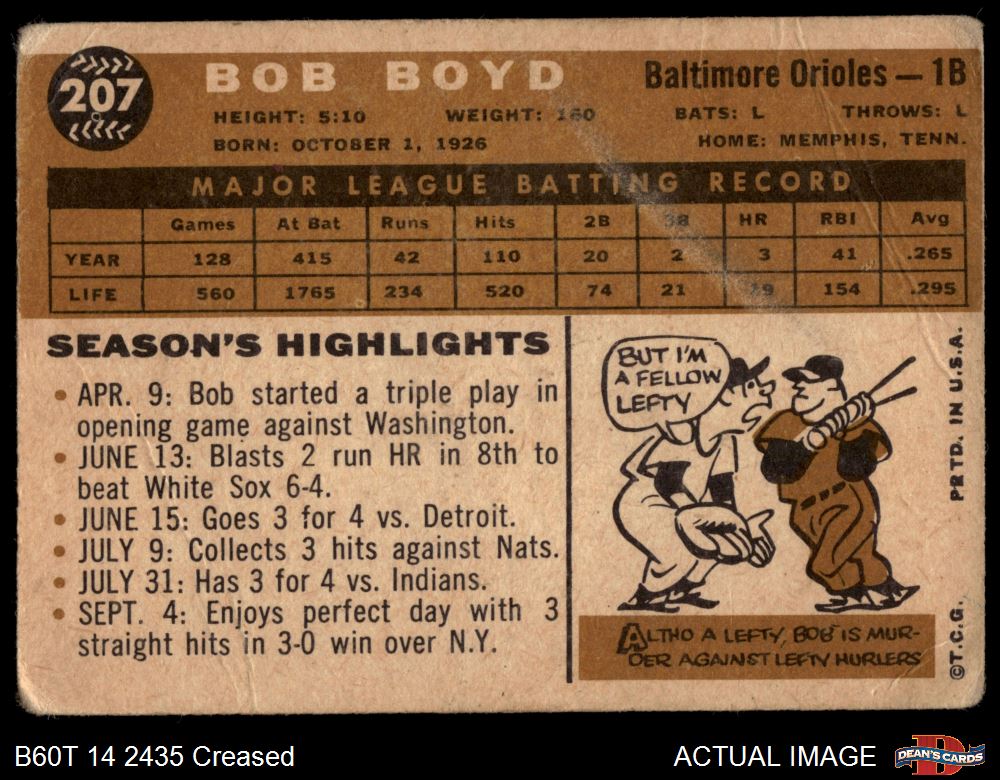 207
BOB BOYD
Baltimore Orioles — 1B
HEIGHT: 5:10 WEIGHT: 160 BATS: L THROWS: L
BORN: OCTOBER 1, 1926 HOME: MEMPHIS, TENN.
MAJOR LEAGUE BATTING RECORD
Games At Bat Runs Hits 2B 3B HR RBI Avg
YEAR 128 415 42 110 20 2 3 41 .265
LIFE 560 1765 234 520 74 21 19 154 .295
SEASON'S HIGHLIGHTS
• APR. 9: Bob started a triple play in
opening game against Washington.
• JUNE 13: Blasts 2 run HR in 8th to
beat White Sox 6-4.
• JUNE 15: Goes 3 for 4 vs. Detroit.
• JULY 9: Collects 3 hits against Nats.
• JULY 31: Has 3 for 4 vs. Indians.
• SEPT. 4: Enjoys perfect day with 3
straight hits in 3-0 win over N.Y.
BUT I'M
A FELLOW
LEFTY
ALTHO A LEFTY, BOB IS MUR-
DER AGAINST LEFTY HURLERS
©T.C.G. PRTD. IN U.S.A.
B60T 14 2435 Creased
ACTUAL IMAGE
DEAN'S CARDS